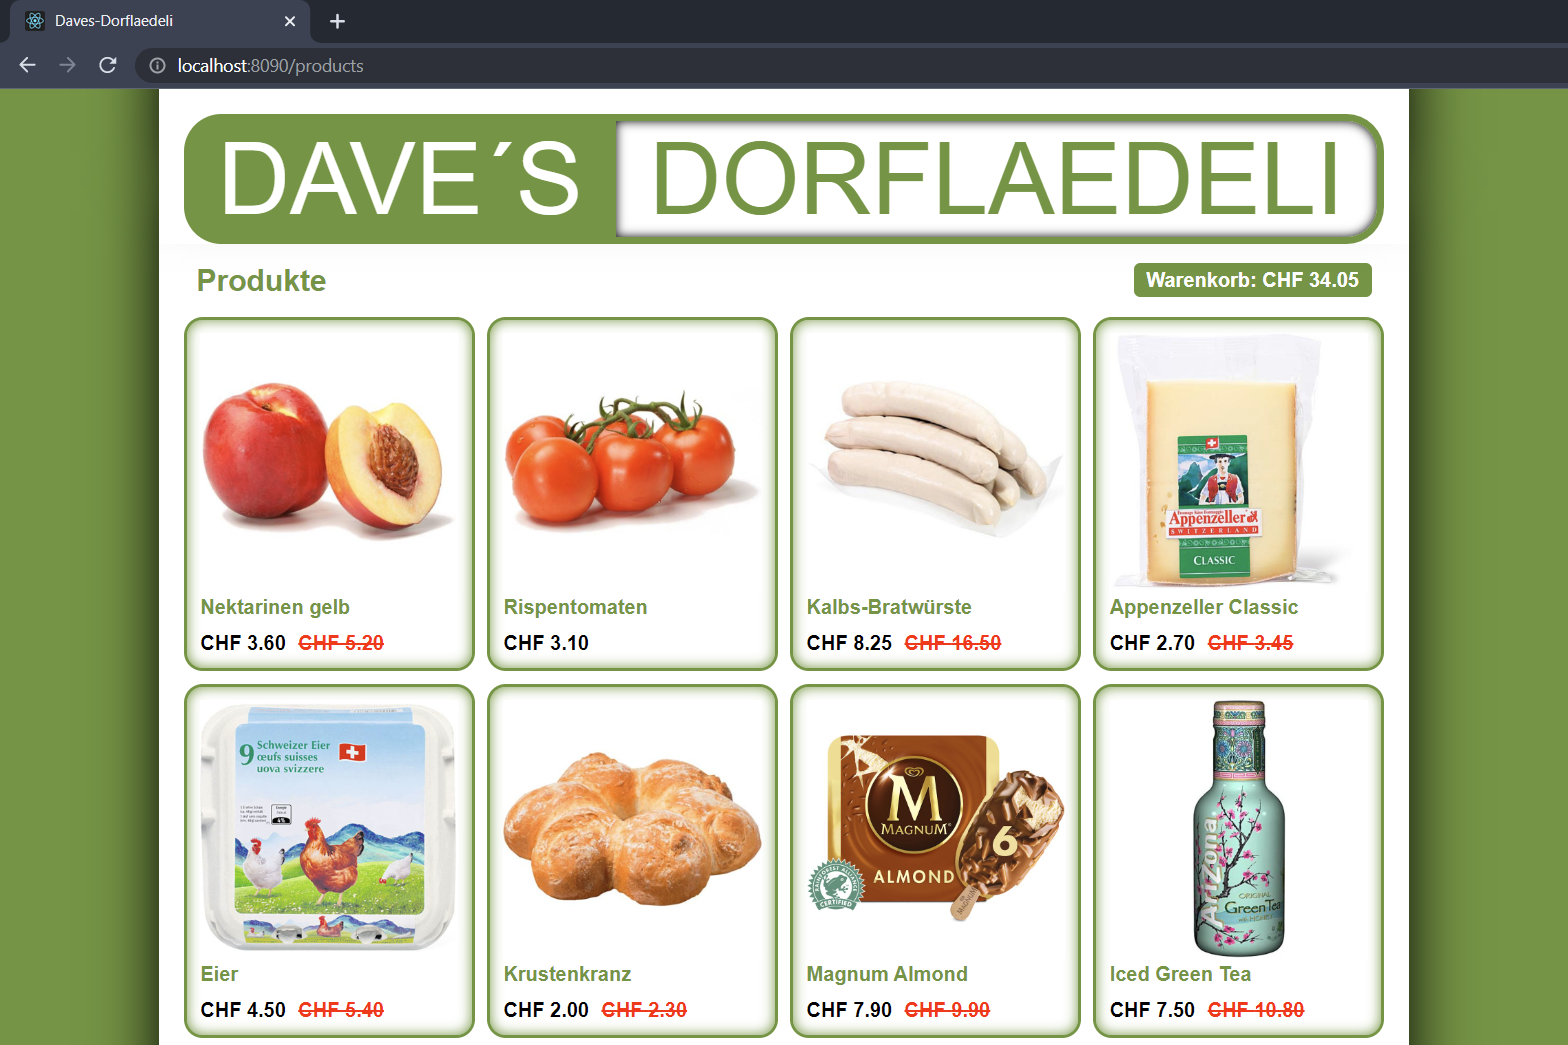 Daves-Dorflaedeli
localhost:8090/products
DAVE´S DORFLAEDELI
Produkte
Warenkorb: CHF 34.05
Appenzeller
SWITZERLAND
CLASSIC
Nektarinen gelb
CHF 3.60 CHF 5.20
Rispentomaten
CHF 3.10
Kalbs-Bratwürste
CHF 8.25 CHF 16.50
Appenzeller Classic
CHF 2.70 CHF 3.45
9 Schweizer Eier
œufs suisses
uova svizzere
M
MAGNUM
6
ALMOND
RAINFOREST ALLIANCE
CERTIFIED
AriZona
ORIGINAL
Green Tea
Eier
CHF 4.50 CHF 5.40
Krustenkranz
CHF 2.00 CHF 2.30
Magnum Almond
CHF 7.90 CHF 9.90
Iced Green Tea
CHF 7.50 CHF 10.80